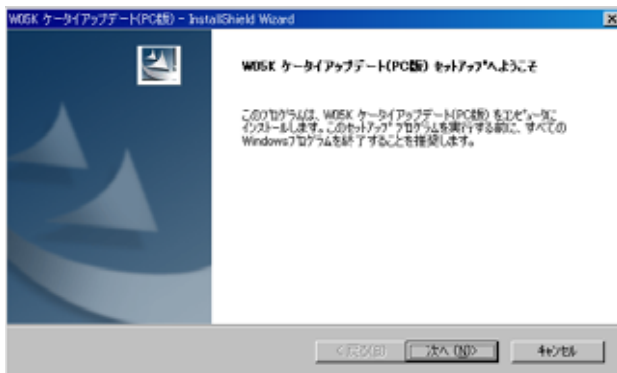 W05K ケータイアップデート(PC版) - InstallShield Wizard
W05K ケータイアップデート(PC版) セットアップへようこそ
このプログラムは、W05K ケータイアップデート(PC版) をコンピュータに
インストールします。このセットアップ プログラムを実行する前に、すべての
Windowsプログラムを終了することを推奨します。
< 戻る(B)
次へ (N)>
キャンセル